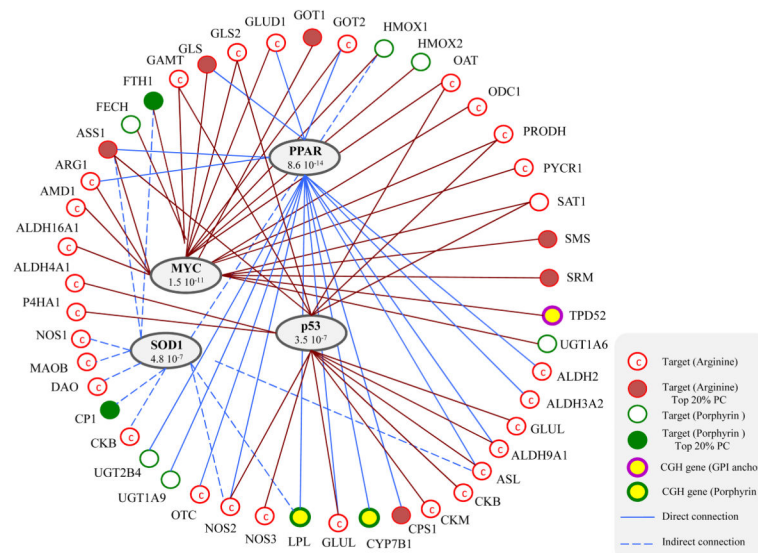 GOT1
GLUD1
GOT2
GLS2
HMOX1
GLS
HMOX2
GAMT
OAT
FTH1
ODC1
FECH
PRODH
ASS1
PPAR
8.6 10-14
PYCR1
ARG1
AMD1
SAT1
ALDH16A1
SMS
MYC
1.5 10-11
ALDH4A1
SRM
P4HA1
TPD52
p53
3.5 10-7
NOS1
UGT1A6
SOD1
4.8 10-7
MAOB
ALDH2
DAO
ALDH3A2
CP1
GLUL
CKB
ALDH9A1
UGT2B4
ASL
UGT1A9
CKB
OTC
CKM
NOS2
CPS1
NOS3
CYP7B1
LPL
GLUL
c Target (Arginine)
Target (Arginine)
Top 20% PC
Target (Porphyrin )
Target (Porphyrin )
Top 20% PC
CGH gene (GPI ancho
CGH gene (Porphyrin
Direct connection
Indirect connection